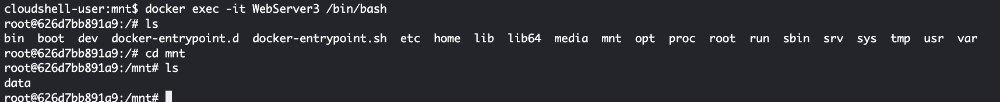 cloudshell-user:mnt$ docker exec -it WebServer3 /bin/bash
root@626d7bb891a9:/# ls
bin  boot  dev  docker-entrypoint.d  docker-entrypoint.sh  etc  home  lib  lib64  media  mnt  opt  proc  root  run  sbin  srv  sys  tmp  usr  var
root@626d7bb891a9:/# cd mnt
root@626d7bb891a9:/mnt# ls
data
root@626d7bb891a9:/mnt#